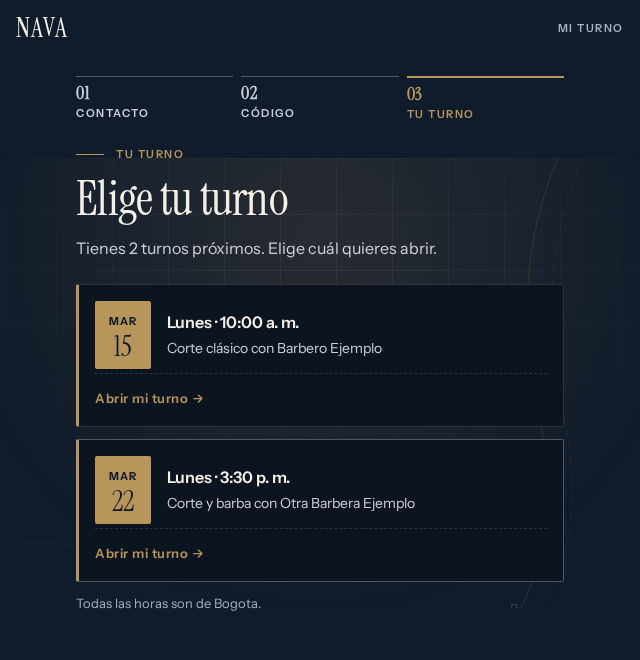 NAVA
MI TURNO
01
CONTACTO
02
CÓDIGO
03
TU TURNO
TU TURNO
Elige tu turno
Tienes 2 turnos próximos. Elige cuál quieres abrir.
MAR
15
Lunes · 10:00 a. m.
Corte clásico con Barbero Ejemplo
Abrir mi turno →
MAR
22
Lunes · 3:30 p. m.
Corte y barba con Otra Barbera Ejemplo
Abrir mi turno →
Todas las horas son de Bogota.